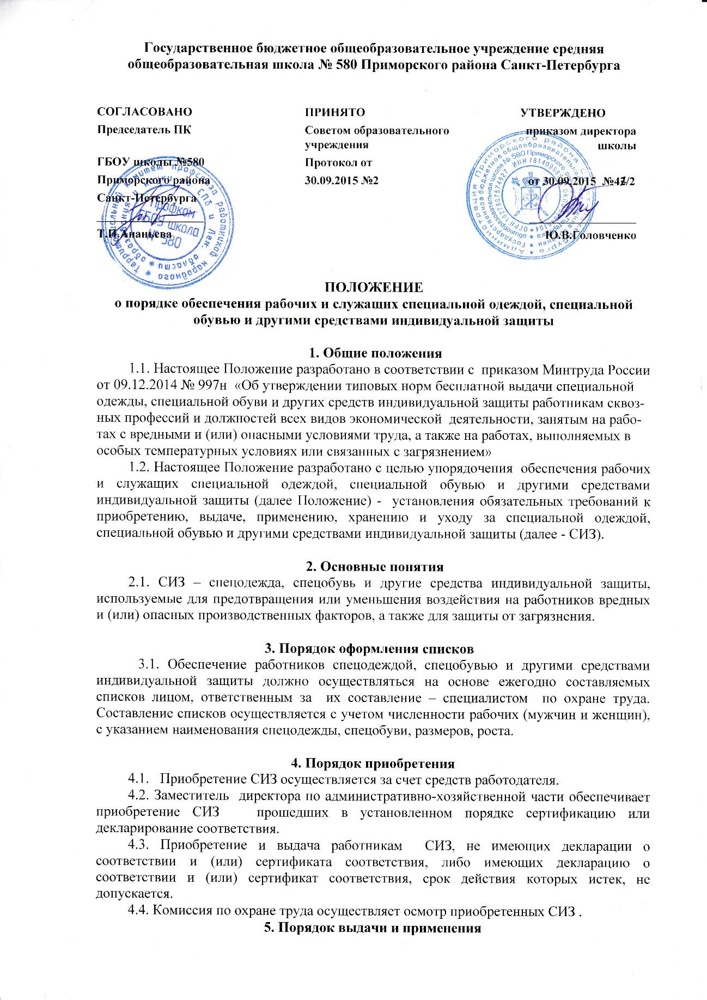 Государственное бюджетное общеобразовательное учреждение средняя
общеобразовательная школа № 580 Приморского района Санкт-Петербурга
СОГЛАСОВАНО
Председатель ПК
ГБОУ школы №580
Приморского района
Санкт-Петербурга
Т.И.Ананьева
ПРИНЯТО
Советом образовательного
учреждения
Протокол от
30.09.2015 №2
УТВЕРЖДЕНО
приказом директора
школы
от 30.09.2015 №42/2
Ю.В.Головченко
Профком
ГБОУ школа
№ 580
ПОЛОЖЕНИЕ
о порядке обеспечения рабочих и служащих специальной одеждой, специальной
обувью и другими средствами индивидуальной защиты
1. Общие положения
1.1. Настоящее Положение разработано в соответствии с приказом Минтруда России
от 09.12.2014 № 997н «Об утверждении типовых норм бесплатной выдачи специальной
одежды, специальной обуви и других средств индивидуальной защиты работникам сквоз-
ных профессий и должностей всех видов экономической деятельности, занятым на рабо-
тах с вредными и (или) опасными условиями труда, а также на работах, выполняемых в
особых температурных условиях или связанных с загрязнением»
1.2. Настоящее Положение разработано с целью упорядочения обеспечения рабочих
и служащих специальной одеждой, специальной обувью и другими средствами
индивидуальной защиты (далее Положение) - установления обязательных требований к
приобретению, выдаче, применению, хранению и уходу за специальной одеждой,
специальной обувью и другими средствами индивидуальной защиты (далее - СИЗ).
2. Основные понятия
2.1. СИЗ – спецодежда, спецобувь и другие средства индивидуальной защиты,
используемые для предотвращения или уменьшения воздействия на работников вредных
и (или) опасных производственных факторов, а также для защиты от загрязнения.
3. Порядок оформления списков
3.1. Обеспечение работников спецодеждой, спецобувью и другими средствами
индивидуальной защиты должно осуществляться на основе ежегодно составляемых
списков лицом, ответственным за их составление – специалистом по охране труда.
Составление списков осуществляется с учетом численности рабочих (мужчин и женщин),
с указанием наименования спецодежды, спецобуви, размеров, роста.
4. Порядок приобретения
4.1. Приобретение СИЗ осуществляется за счет средств работодателя.
4.2. Заместитель директора по административно-хозяйственной части обеспечивает
приобретение СИЗ прошедших в установленном порядке сертификацию или
декларирование соответствия.
4.3. Приобретение и выдача работникам СИЗ, не имеющих декларации о
соответствии и (или) сертификата соответствия, либо имеющих декларацию о
соответствии и (или) сертификат соответствия, срок действия которых истек, не
допускается.
4.4. Комиссия по охране труда осуществляет осмотр приобретенных СИЗ .
5. Порядок выдачи и применения